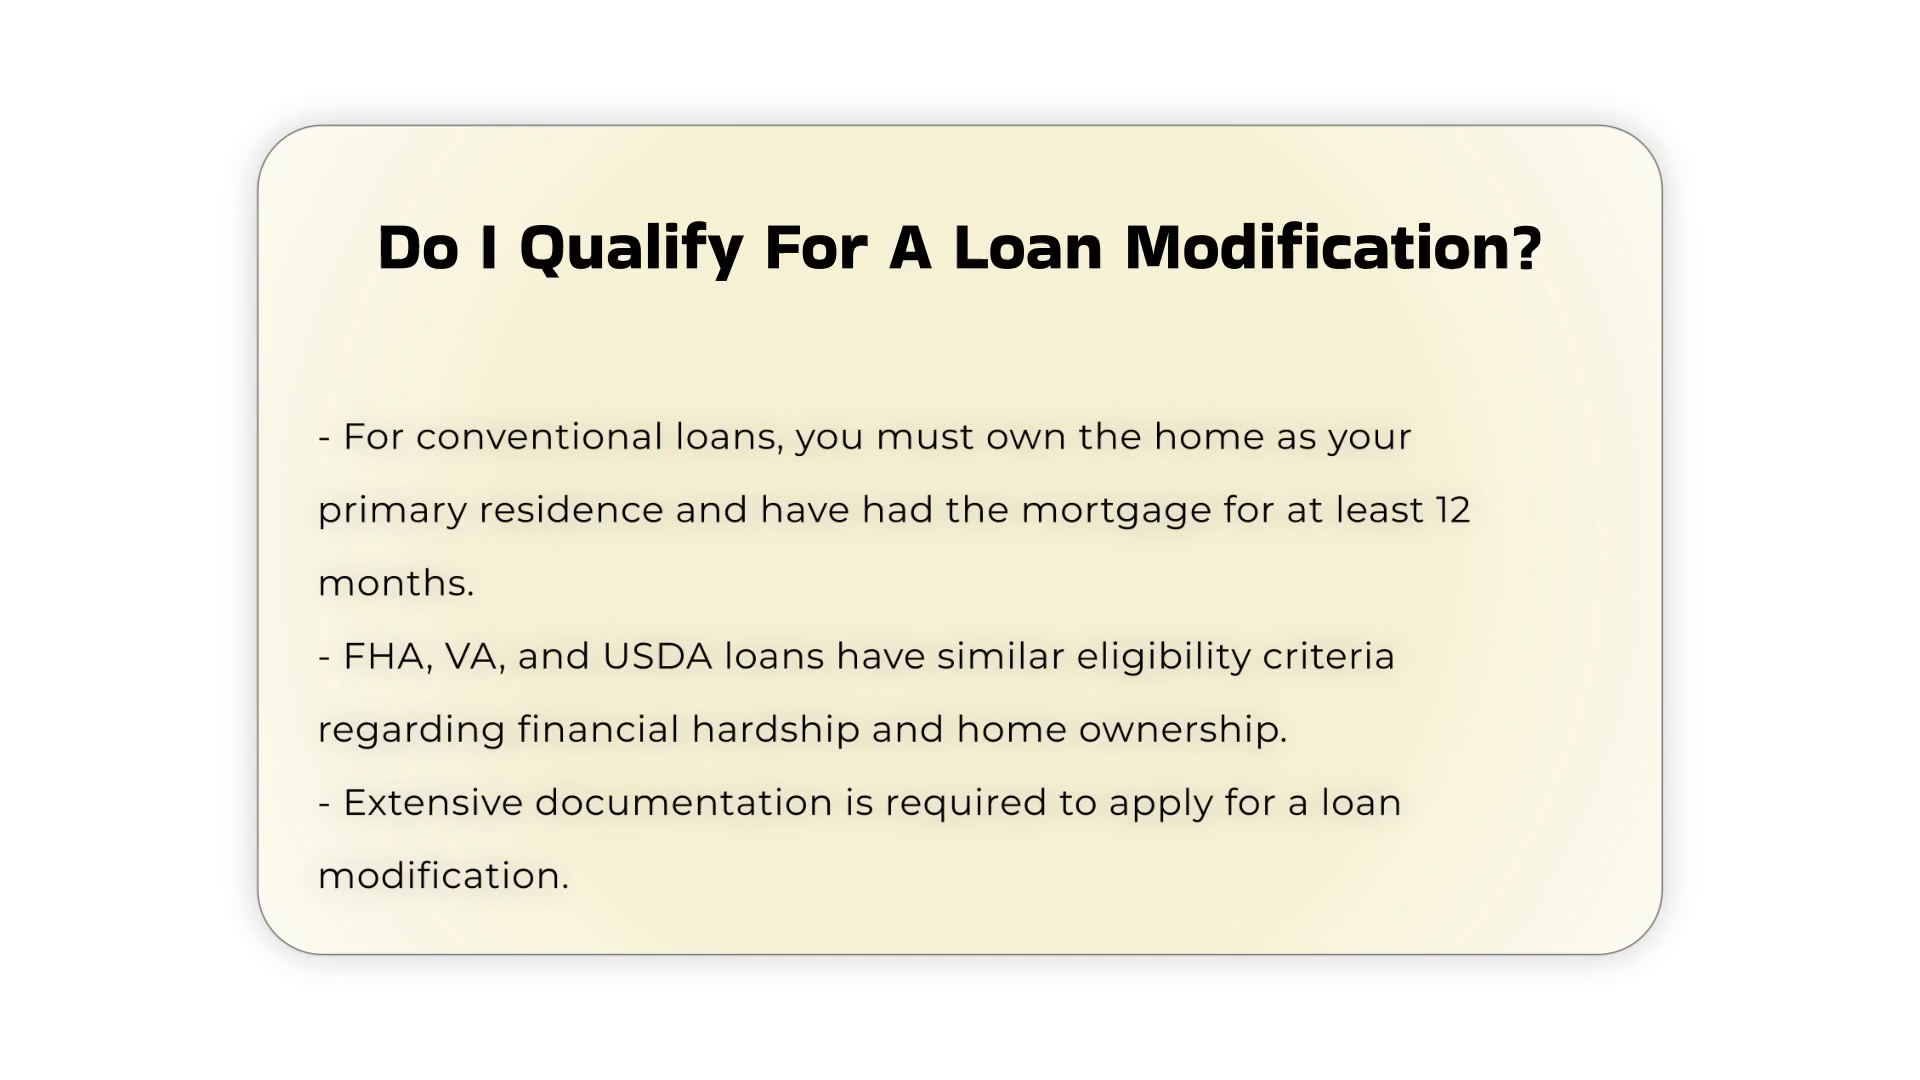 Do I Qualify For A Loan Modification?
- For conventional loans, you must own the home as your
primary residence and have had the mortgage for at least 12
months.
- FHA, VA, and USDA loans have similar eligibility criteria
regarding financial hardship and home ownership.
- Extensive documentation is required to apply for a loan
modification.